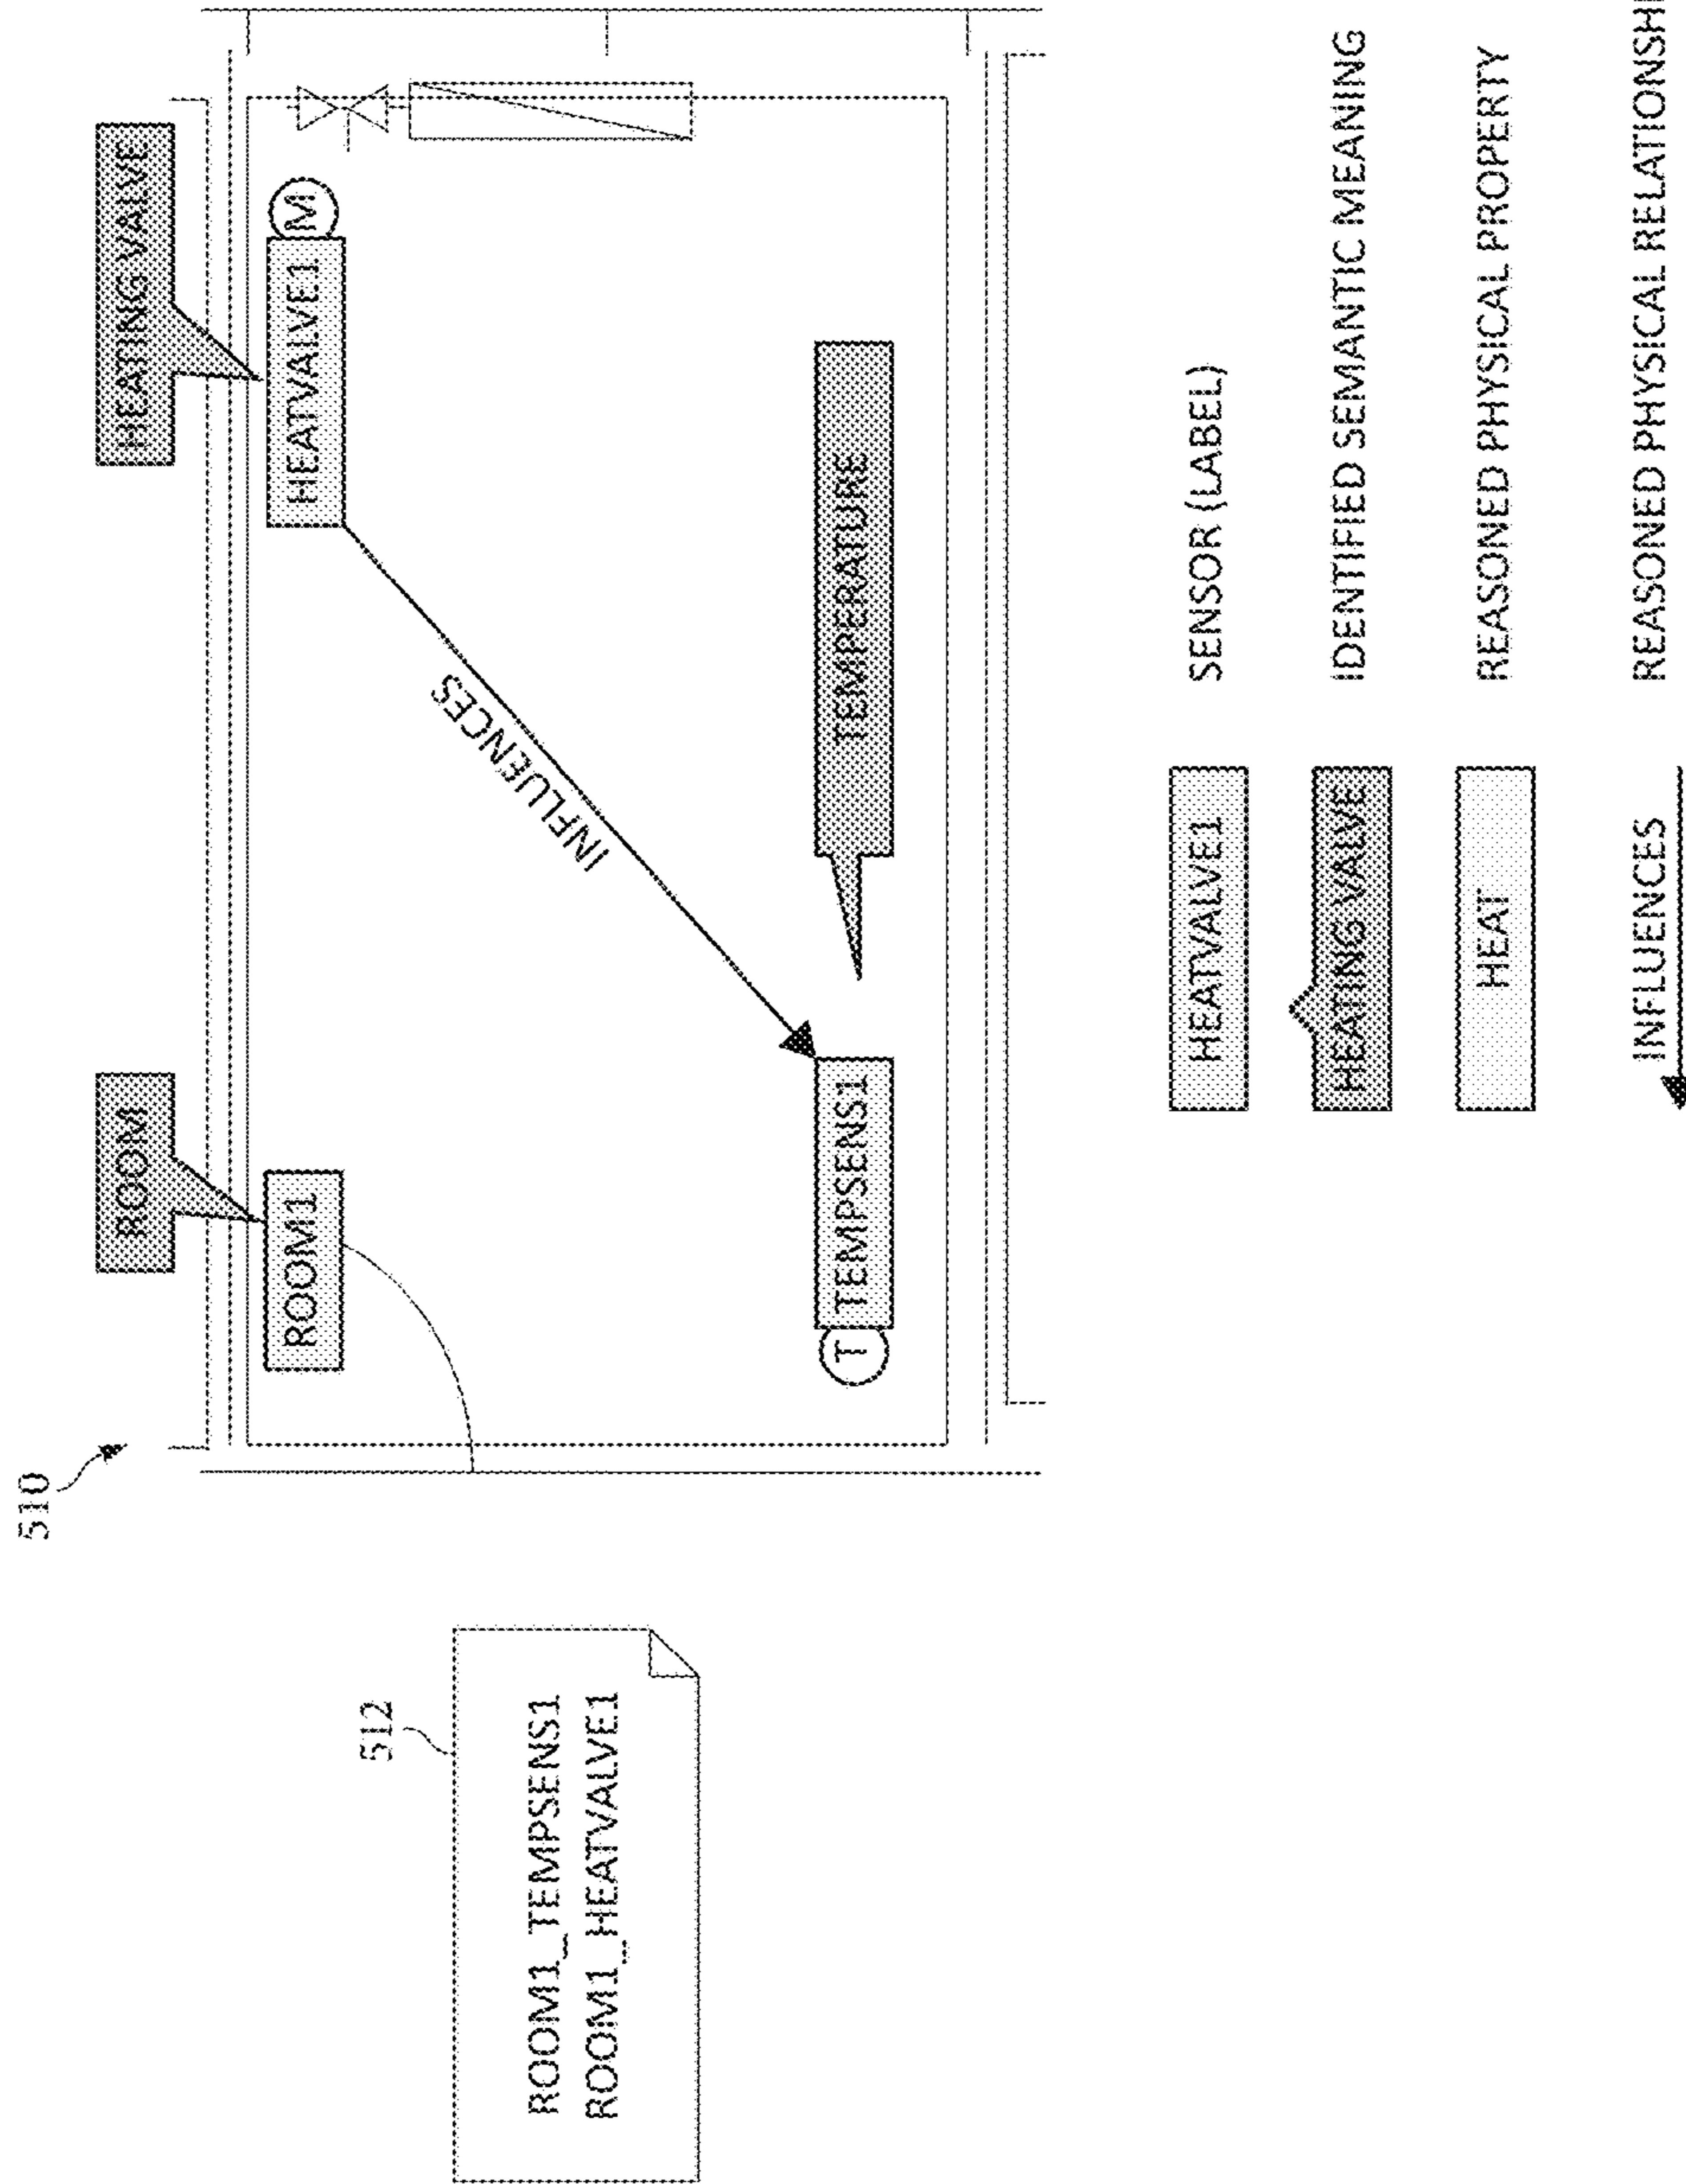 510
512
ROOM1_TEMPSENS1
ROOM1_HEATVALVE1
ROOM
HEATING VALVE
ROOM1
HEATVALVE1
M
INFLUENCES
T
TEMPSENS1
TEMPERATURE
HEATVALVE1 SENSOR (LABEL)
HEATING VALVE IDENTIFIED SEMANTIC MEANING
HEAT REASONED PHYSICAL PROPERTY
INFLUENCES REASONED PHYSICAL RELATIONSHI